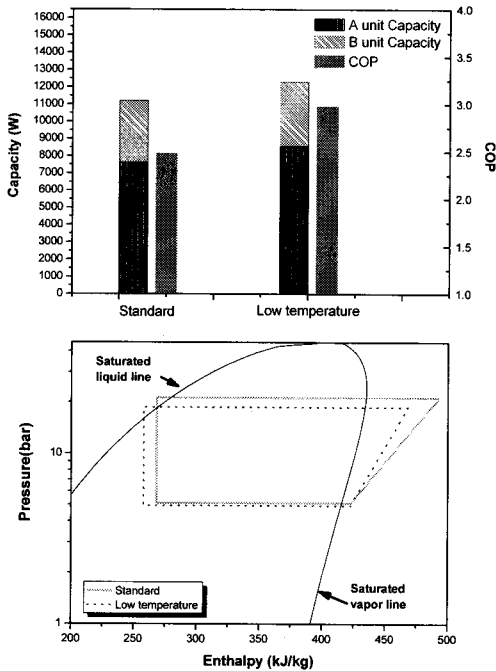 16000
15000
14000
13000
12000
11000
10000
9000
8000
7000
6000
5000
4000
3000
2000
1000
0
Capacity (W)
A unit Capacity
B unit Capacity
COP
4.0
3.5
3.0
2.5
2.0
1.5
1.0
COP
Standard
Low temperature
Saturated
liquid line
Pressure(bar)
10
1
Standard
Low temperature
Saturated
vapor line
200
250
300
350
400
450
500
Enthalpy (kJ/kg)